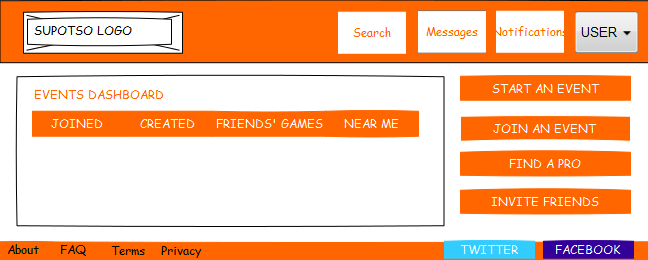 SUPOTSO LOGO
Search
Messages
Notifications
USER
EVENTS DASHBOARD
JOINED CREATED FRIENDS' GAMES NEAR ME
START AN EVENT
JOIN AN EVENT
FIND A PRO
INVITE FRIENDS
About FAQ Terms Privacy
TWITTER
FACEBOOK